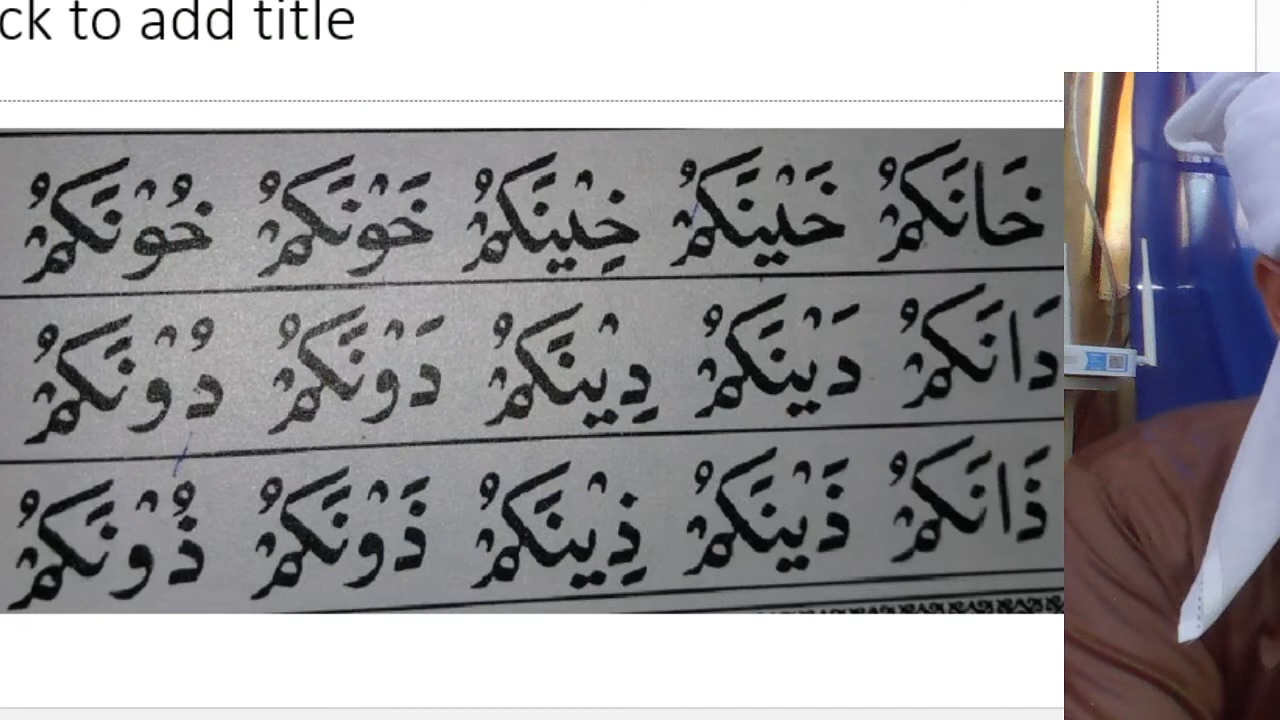 ck to add title
خَانَكُمْ خَيْنَكُمْ خِيْنَكُمْ خَوْنَكُمْ خُوْنَكُمْ
دَانَكُمْ دَيْنَكُمْ دِيْنَكُمْ دَوْنَكُمْ دُوْنَكُمْ
ذَانَكُمْ ذَيْنَكُمْ ذِيْنَكُمْ ذَوْنَكُمْ ذُوْنَكُمْ